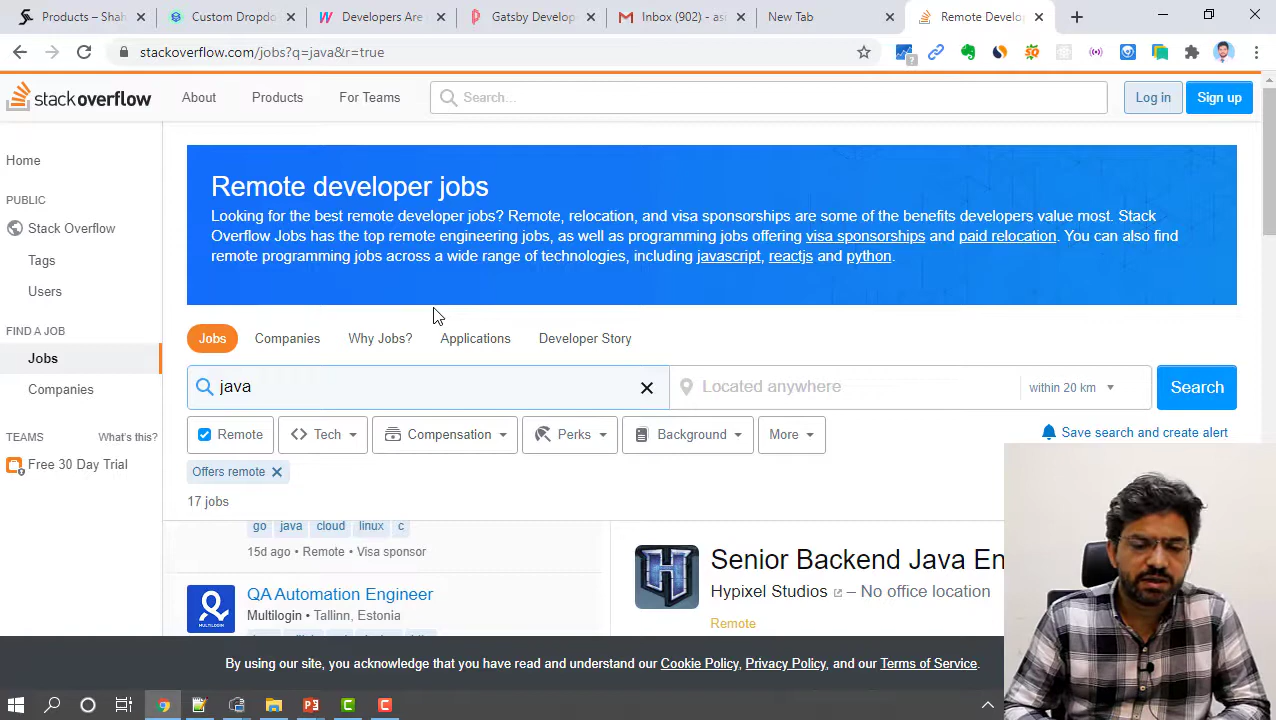 Products – Shah
Custom Dropdo
Developers Are
Gatsby Develop
Inbox (902) - as
New Tab
Remote Develo
stackoverflow.com/jobs?q=java&r=true
stack overflow
About
Products
For Teams
Search...
Log in
Sign up
Home
PUBLIC
Stack Overflow
Tags
Users
FIND A JOB
Jobs
Companies
TEAMS
What's this?
Free 30 Day Trial
Remote developer jobs
Looking for the best remote developer jobs? Remote, relocation, and visa sponsorships are some of the benefits developers value most. Stack
Overflow Jobs has the top remote engineering jobs, as well as programming jobs offering visa sponsorships and paid relocation. You can also find
remote programming jobs across a wide range of technologies, including javascript, reactjs and python.
Jobs
Companies
Why Jobs?
Applications
Developer Story
java
Located anywhere
within 20 km
Search
Remote
Tech
Compensation
Perks
Background
More
Save search and create alert
Offers remote
17 jobs
go java cloud linux c
15d ago • Remote • Visa sponsor
QA Automation Engineer
Multilogin • Tallinn, Estonia
Senior Backend Java En
Hypixel Studios – No office location
Remote
By using our site, you acknowledge that you have read and understand our Cookie Policy, Privacy Policy, and our Terms of Service.